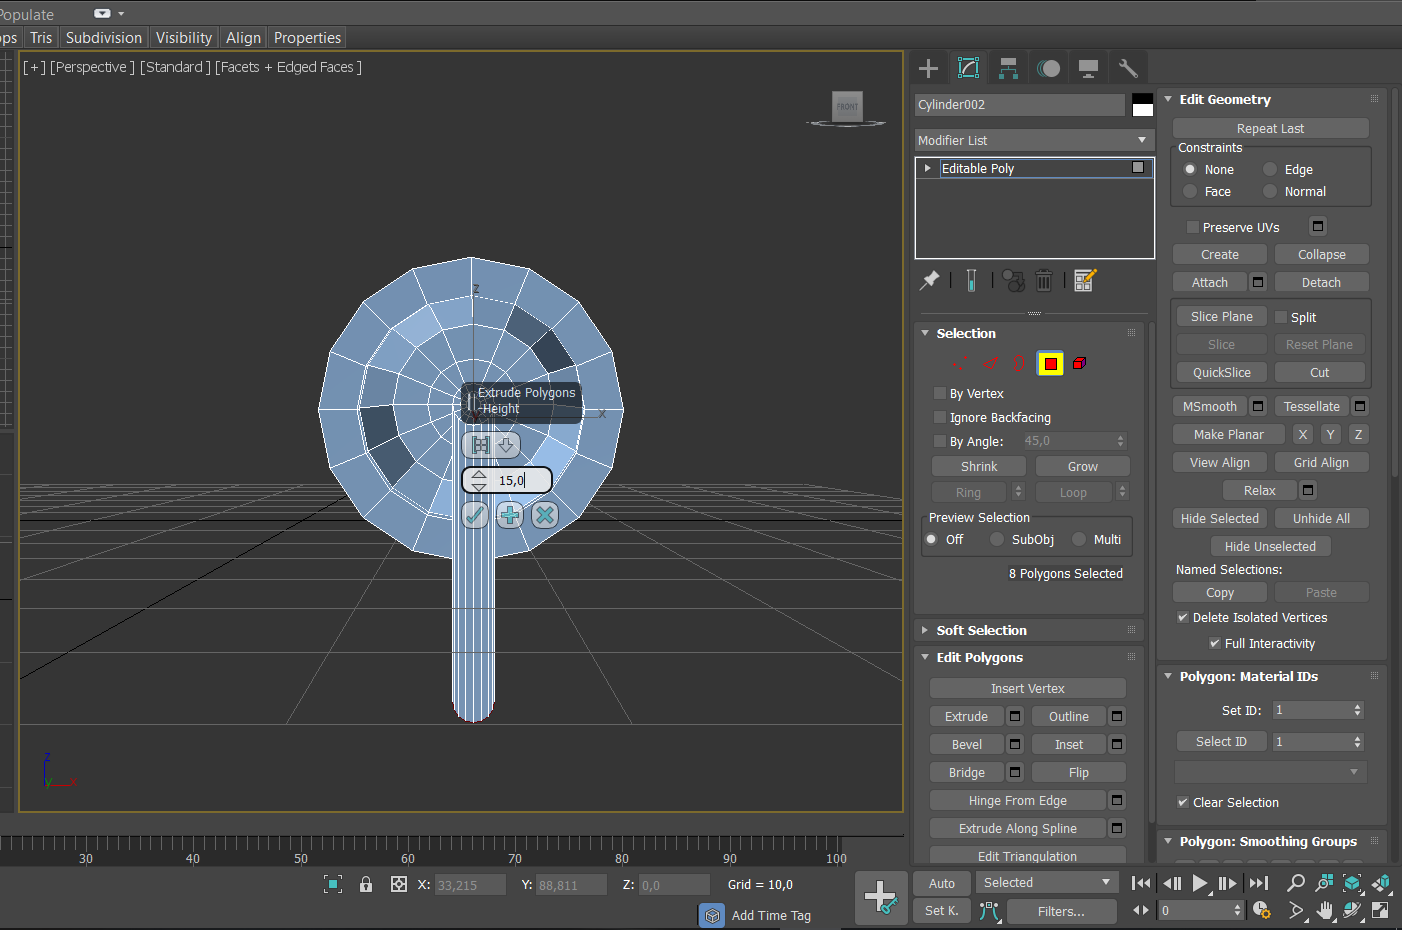 Populate
ops Tris Subdivision Visibility Align Properties
[+] [Perspective] [Standard] [Facets + Edged Faces]
FRONT
z
Extrude Polygons
-Height
x
15,0
z
y x
30 40 50 60 70 80 90 100
X: 33,215 Y: 88,811 Z: 0,0 Grid = 10,0
Add Time Tag
Auto Selected
Set K. Filters...
0
Cylinder002
Modifier List
Editable Poly
Selection
By Vertex
Ignore Backfacing
By Angle: 45,0
Shrink Grow
Ring Loop
Preview Selection
Off SubObj Multi
8 Polygons Selected
Soft Selection
Edit Polygons
Insert Vertex
Extrude Outline
Bevel Inset
Bridge Flip
Hinge From Edge
Extrude Along Spline
Edit Triangulation
Edit Geometry
Repeat Last
Constraints
None Edge
Face Normal
Preserve UVs
Create Collapse
Attach Detach
Slice Plane Split
Slice Reset Plane
QuickSlice Cut
MSmooth Tessellate
Make Planar X Y Z
View Align Grid Align
Relax
Hide Selected Unhide All
Hide Unselected
Named Selections:
Copy Paste
Delete Isolated Vertices
Full Interactivity
Polygon: Material IDs
Set ID: 1
Select ID 1
Clear Selection
Polygon: Smoothing Groups